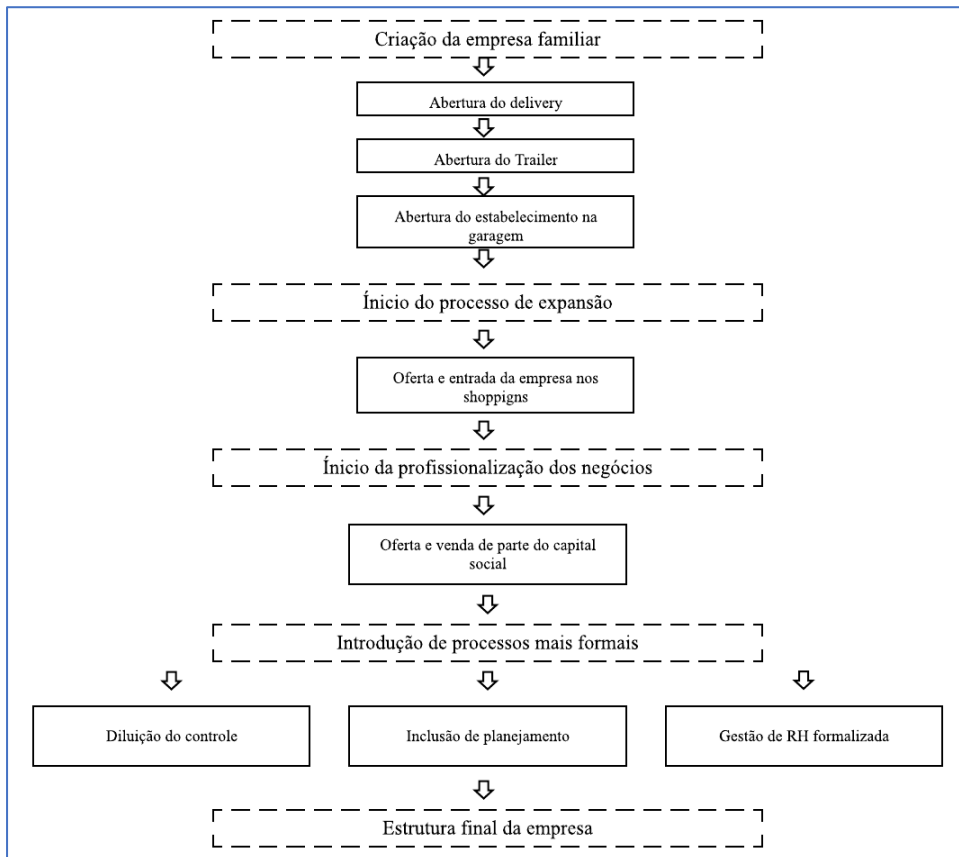 Criação da empresa familiar
Abertura do delivery
Abertura do Trailer
Abertura do estabelecimento na
garagem
Ínicio do processo de expansão
Oferta e entrada da empresa nos
shoppigns
Ínicio da profissionalização dos negócios
Oferta e venda de parte do capital
social
Introdução de processos mais formais
Diluição do controle
Inclusão de planejamento
Gestão de RH formalizada
Estrutura final da empresa